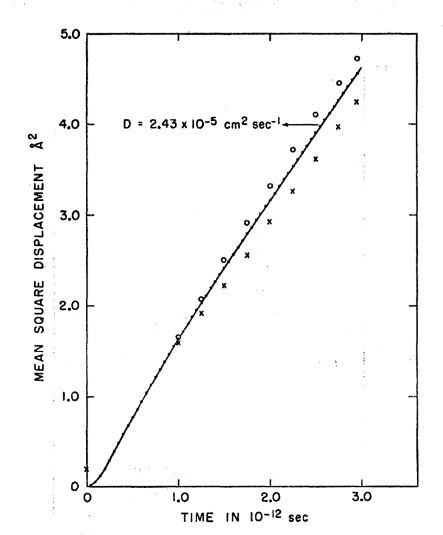 5.0
D = 2.43 x 10-5 cm2 sec-1
4.0
3.0
2.0
1.0
0
MEAN SQUARE DISPLACEMENT Å2
0 1.0 2.0 3.0
TIME IN 10-12 sec